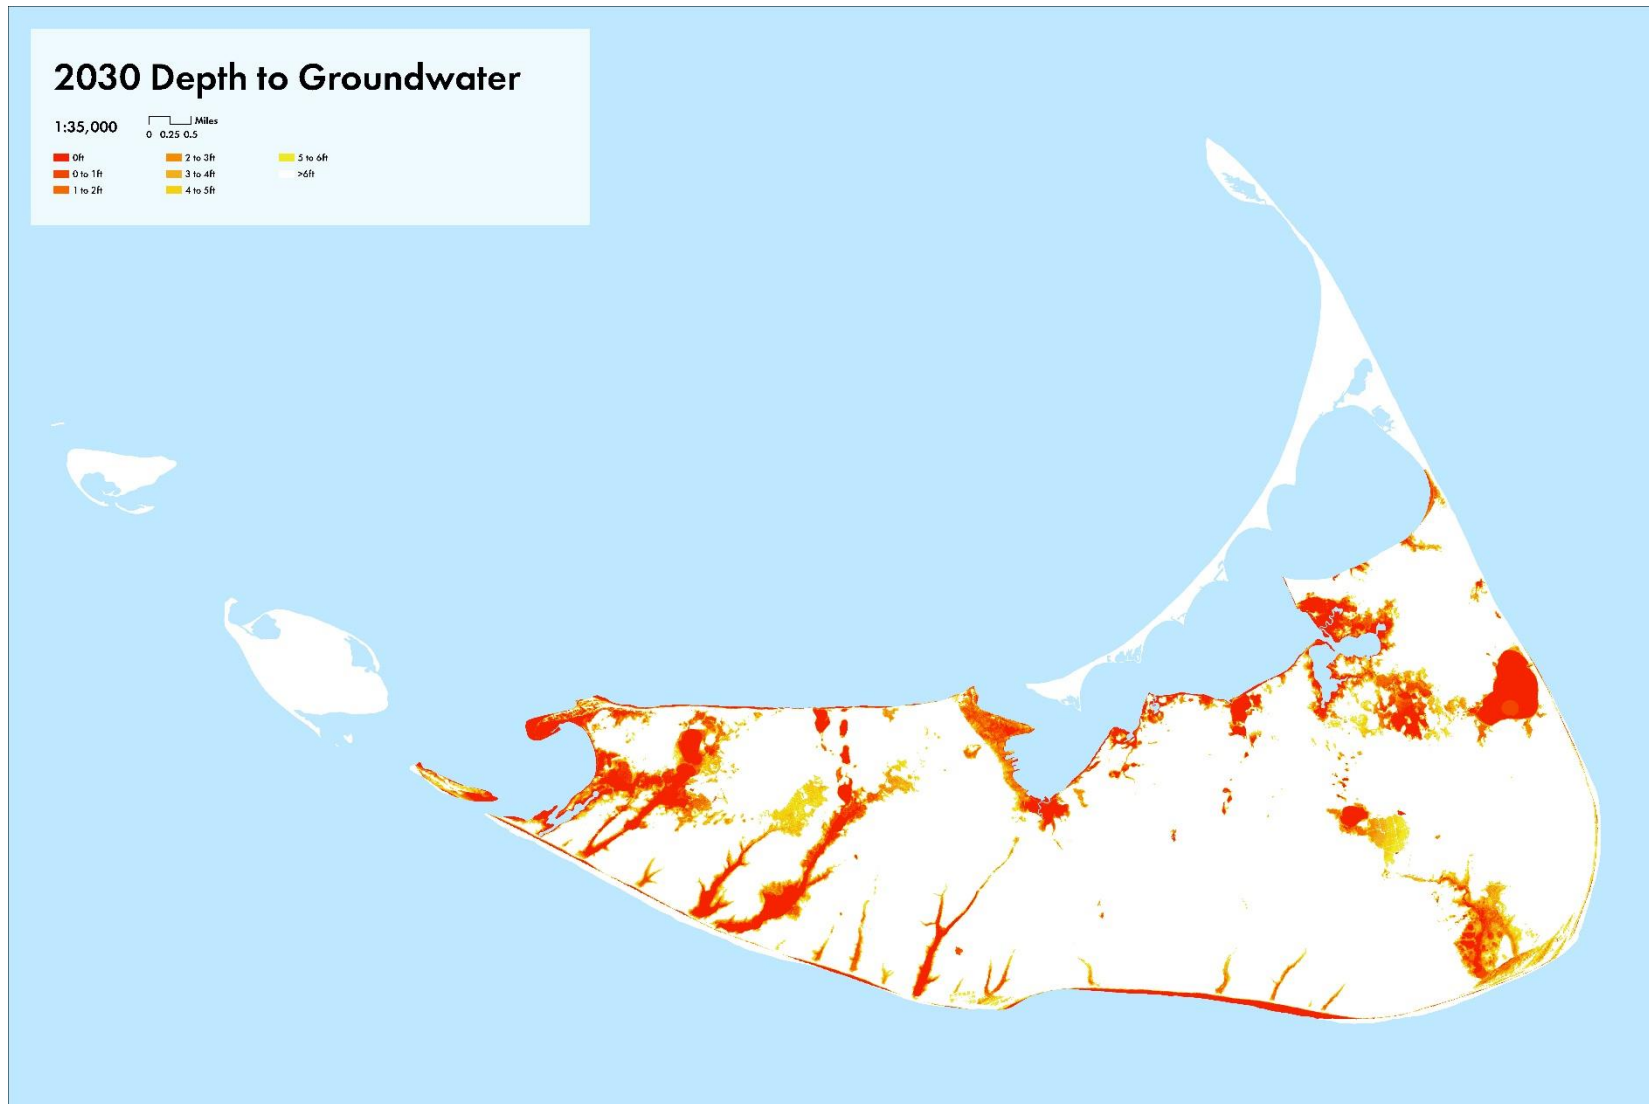 2030 Depth to Groundwater
1:35,000
Miles
0 0.25 0.5
0ft
0 to 1ft
1 to 2ft
2 to 3ft
3 to 4ft
4 to 5ft
5 to 6ft
>6ft